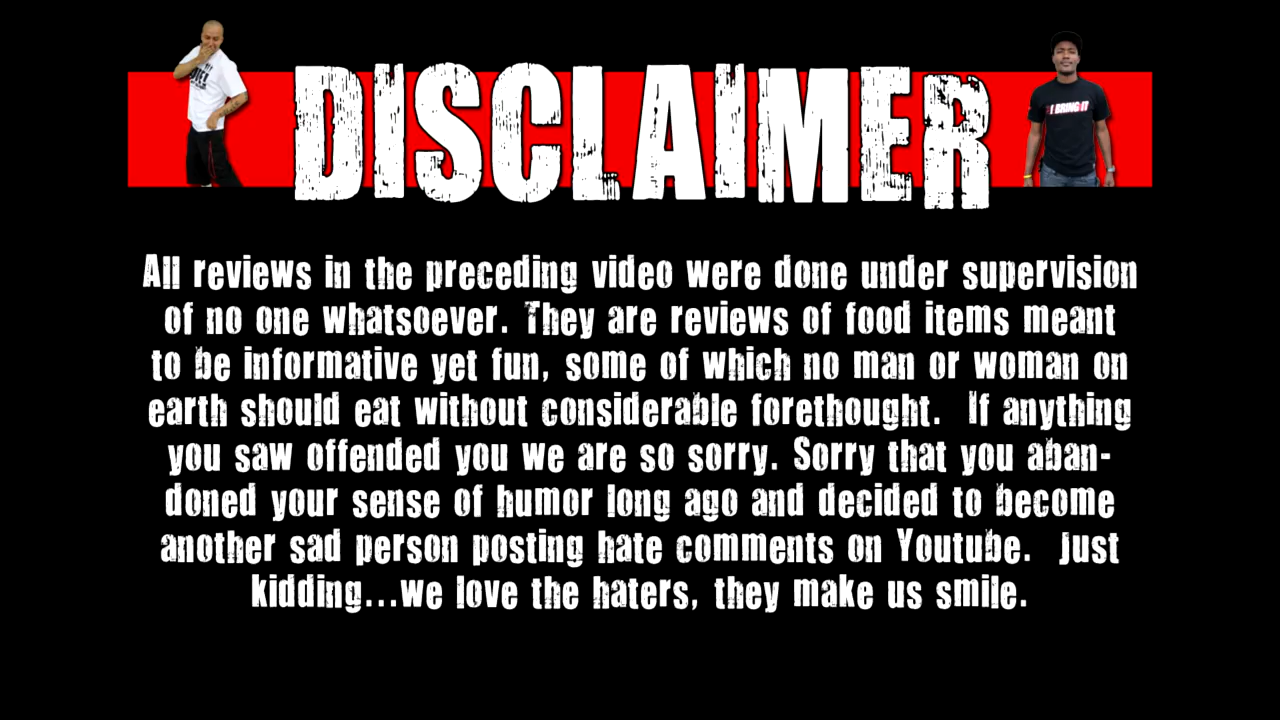 DISCLAIMER
I BRING IT
All reviews in the preceding video were done under supervision
of no one whatsoever. They are reviews of food items meant
to be informative yet fun, some of which no man or woman on
earth should eat without considerable forethought. If anything
you saw offended you we are so sorry. Sorry that you aban-
doned your sense of humor long ago and decided to become
another sad person posting hate comments on Youtube. Just
kidding...we love the haters, they make us smile.